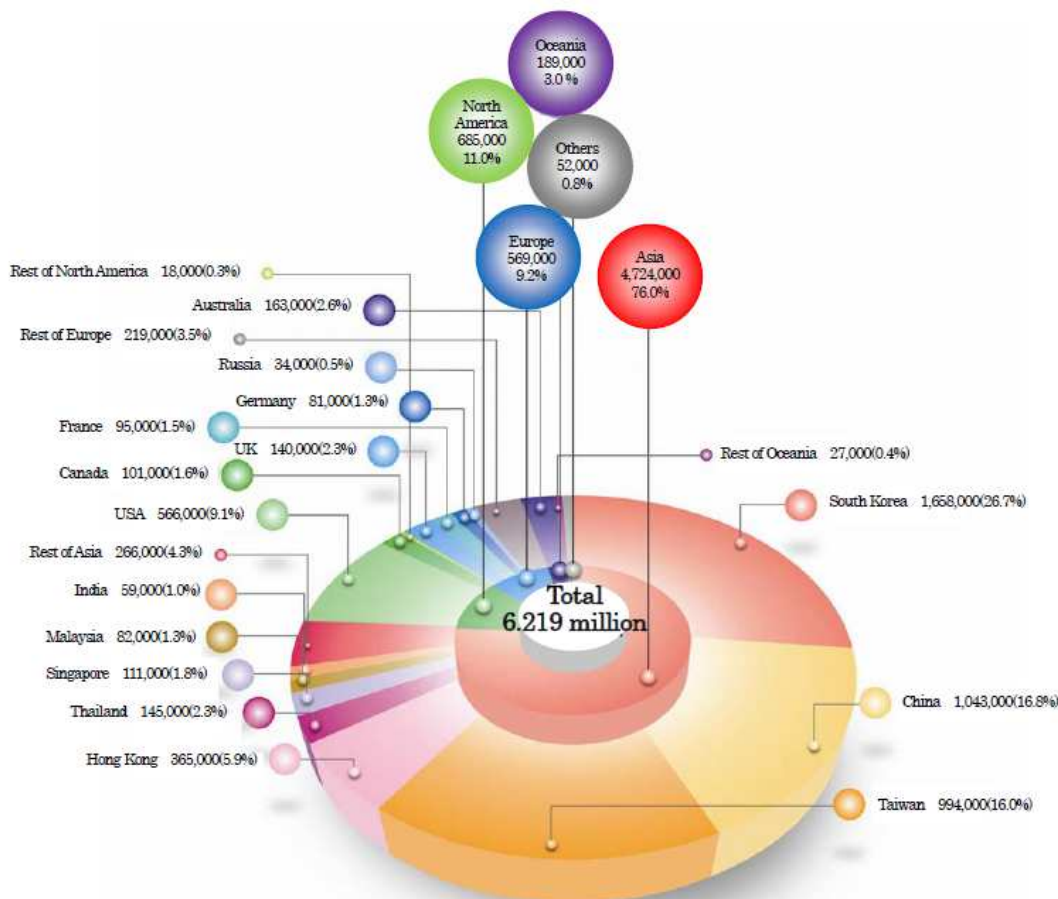 Oceania
189,000
3.0 %
North
America
685,000
11.0%
Others
52,000
0.8%
Europe
569,000
9.2%
Asia
4,724,000
76.0%
Rest of North America 18,000(0.3%)
Australia 163,000(2.6%)
Rest of Europe 219,000(3.5%)
Russia 34,000(0.5%)
Germany 81,000(1.3%)
France 95,000(1.5%)
UK 140,000(2.3%)
Canada 101,000(1.6%)
USA 566,000(9.1%)
Rest of Asia 266,000(4.3%)
India 59,000(1.0%)
Malaysia 82,000(1.3%)
Singapore 111,000(1.8%)
Thailand 145,000(2.3%)
Hong Kong 365,000(5.9%)
Rest of Oceania 27,000(0.4%)
South Korea 1,658,000(26.7%)
Total
6.219 million
China 1,043,000(16.8%)
Taiwan 994,000(16.0%)